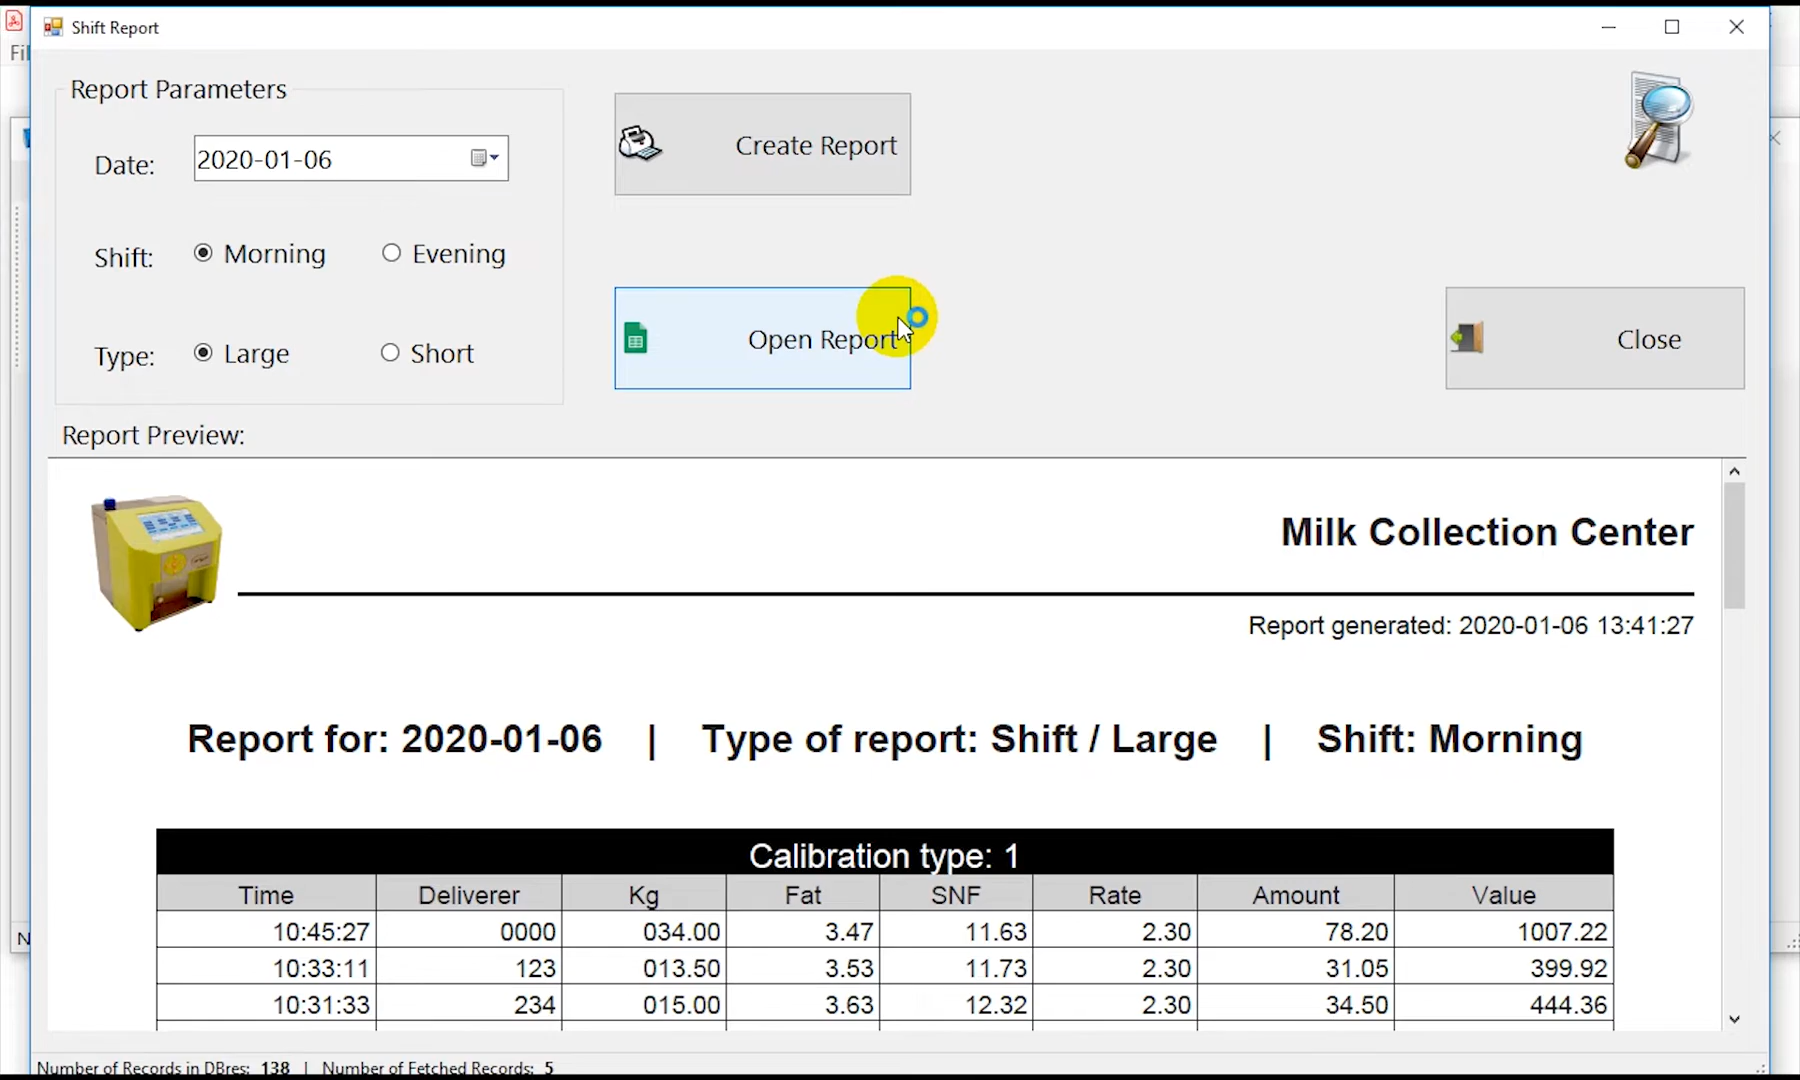 Shift Report
Fil
Report Parameters
Date: 2020-01-06
Shift: Morning Evening
Type: Large Short
Create Report
Open Report
Close
Report Preview:
Milk Collection Center
Report generated: 2020-01-06 13:41:27
Report for: 2020-01-06 | Type of report: Shift / Large | Shift: Morning
Calibration type: 1
Time Deliverer Kg Fat SNF Rate Amount Value
10:45:27 0000 034.00 3.47 11.63 2.30 78.20 1007.22
10:33:11 123 013.50 3.53 11.73 2.30 31.05 399.92
10:31:33 234 015.00 3.63 12.32 2.30 34.50 444.36
N
Number of Records in DBres: 138 | Number of Fetched Records: 5